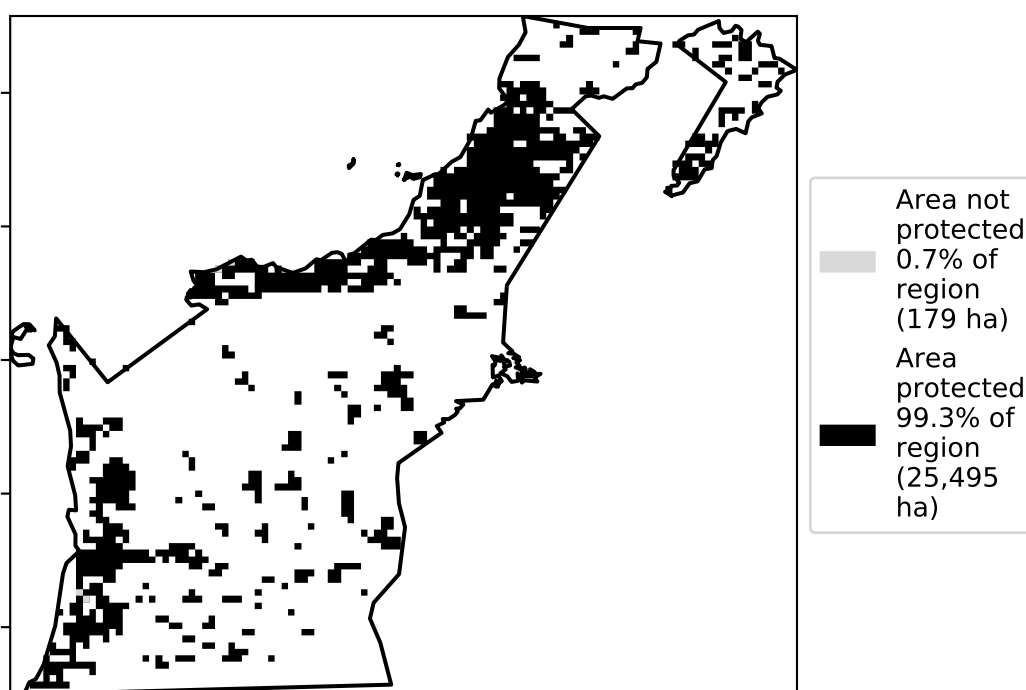 Area not
protected
0.7% of
region
(179 ha)
Area
protected
99.3% of
region
(25,495
ha)